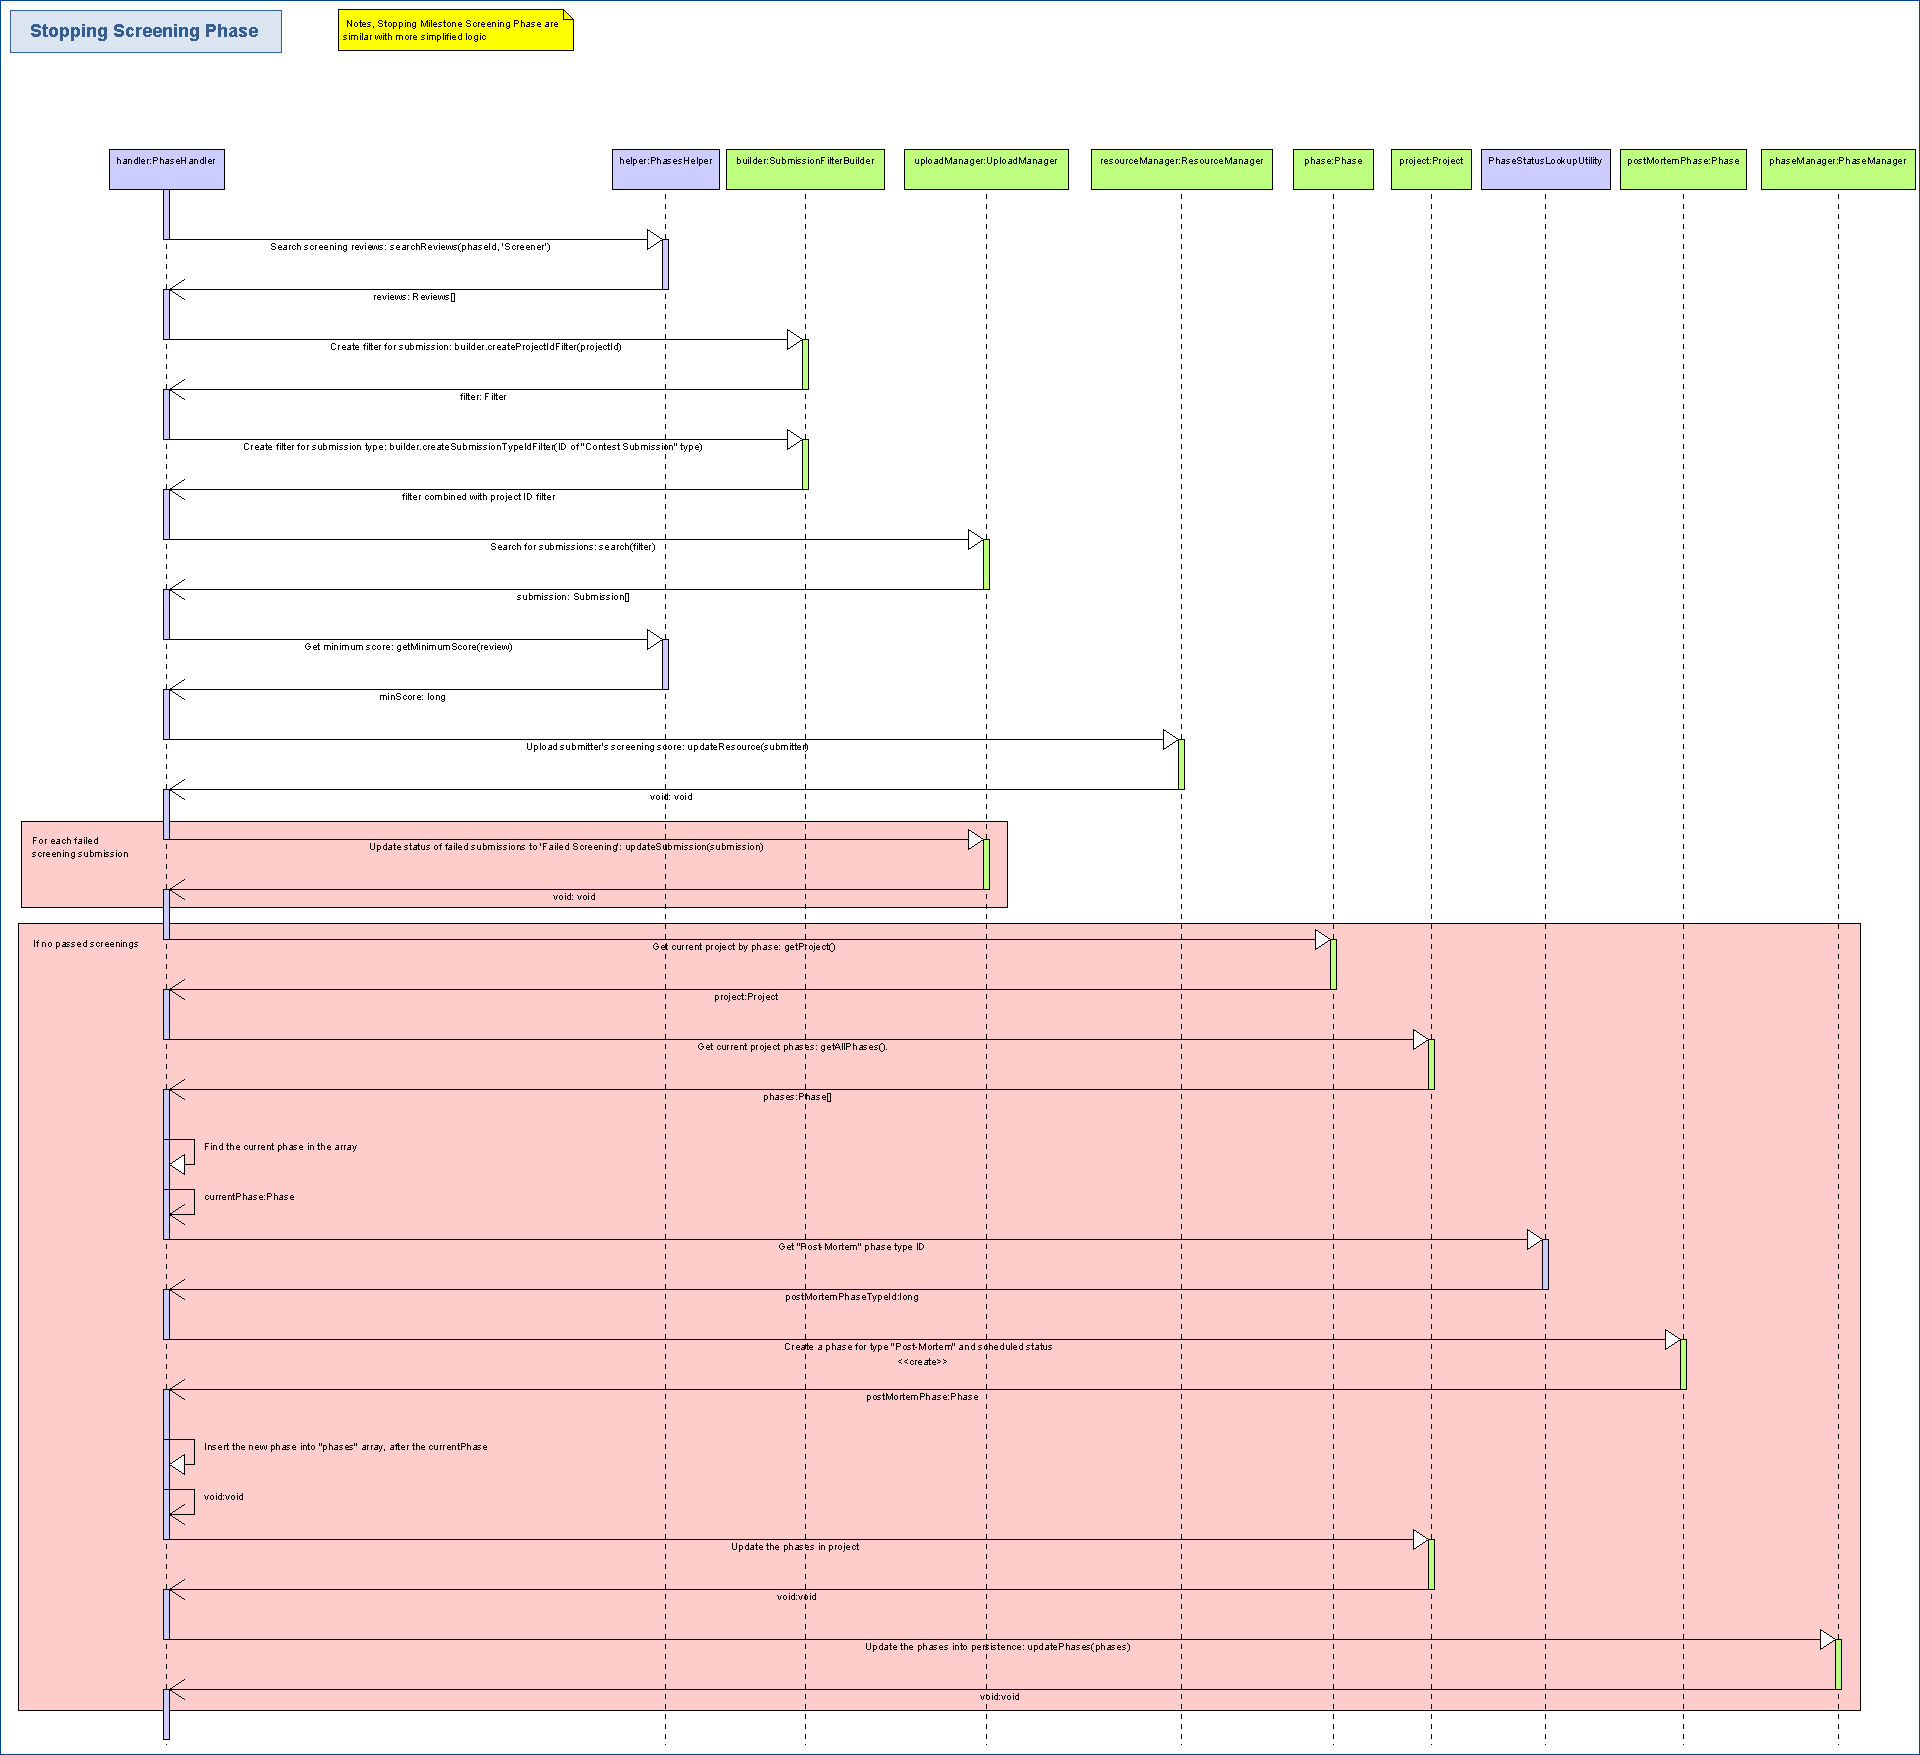 Stopping Screening Phase
Notes, Stopping Milestone Screening Phase are
similar with more simplified logic
handler:PhaseHandler
helper:PhasesHelper
builder:SubmissionFilterBuilder
uploadManager:UploadManager
resourceManager:ResourceManager
phase:Phase
project:Project
PhaseStatusLookupUtility
postMortemPhase:Phase
phaseManager:PhaseManager
Search screening reviews: searchReviews(phaseId, 'Screener')
reviews: Reviews[]
Create filter for submission: builder.createProjectIdFilter(projectId)
filter: Filter
Create filter for submission type: builder.createSubmissionTypeIdFilter(ID of "Contest Submission" type)
filter combined with project ID filter
Search for submissions: search(filter)
submission: Submission[]
Get minimum score: getMinimumScore(review)
minScore: long
Upload submitter's screening score: updateResource(submitter)
void: void
For each failed
screening submission
Update status of failed submissions to 'Failed Screening': updateSubmission(submission)
void: void
If no passed screenings
Get current project by phase: getProject()
project:Project
Get current project phases: getAllPhases().
phases:Phase[]
Find the current phase in the array
currentPhase:Phase
Get "Post-Mortem" phase type ID
postMortemPhaseTypeId:long
Create a phase for type "Post-Mortem" and scheduled status
<<create>>
postMortemPhase:Phase
Insert the new phase into "phases" array, after the currentPhase
void:void
Update the phases in project
void:void
Update the phases into persistence: updatePhases(phases)
void:void